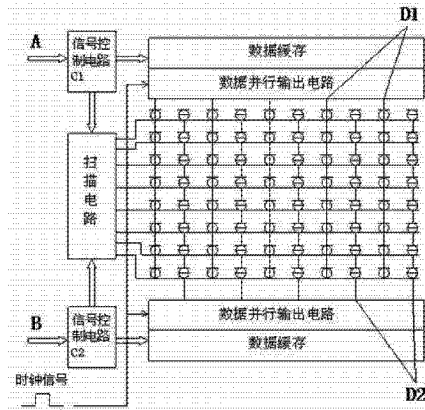 D1
A
信号控
制电路
C1
数据缓存
数据并行输出电路
扫
描
电
路
B
信号控
制电路
C2
数据并行输出电路
数据缓存
时钟信号
D2